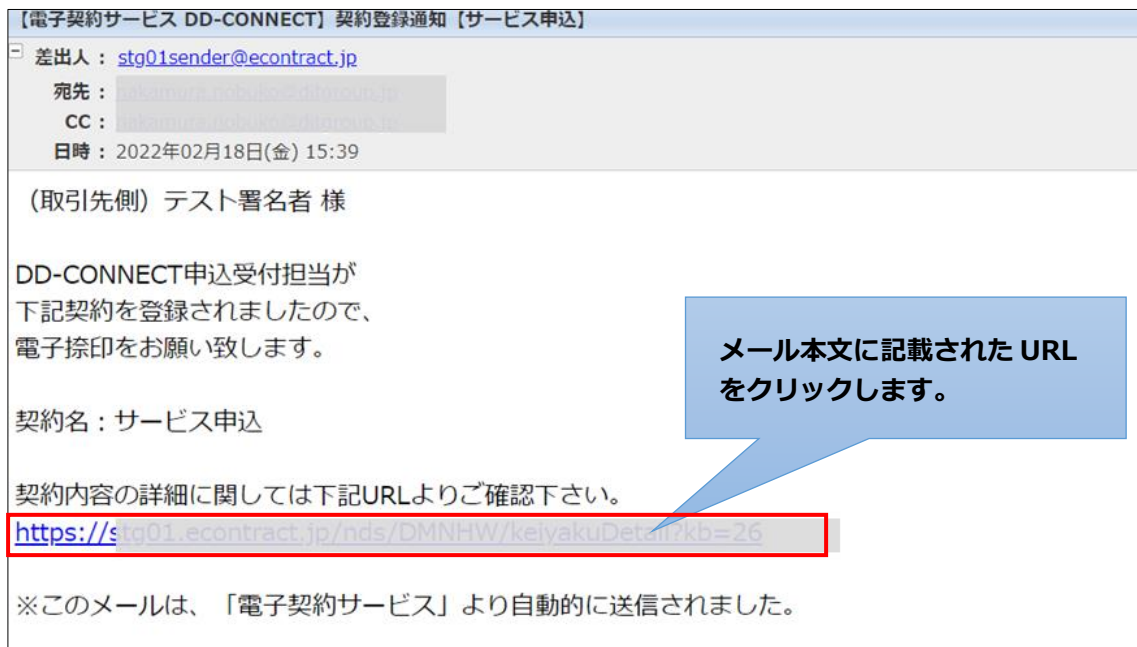 【電子契約サービス DD-CONNECT】契約登録通知【サービス申込】
差出人： stg01sender@econtract.jp
宛先：
CC：
日時： 2022年02月18日(金) 15:39
（取引先側）テスト署名者 様
DD-CONNECT申込受付担当が
下記契約を登録されましたので、
電子捺印をお願い致します。
メール本文に記載された URL
をクリックします。
契約名：サービス申込
契約内容の詳細に関しては下記URLよりご確認下さい。
https://s
※このメールは、「電子契約サービス」より自動的に送信されました。